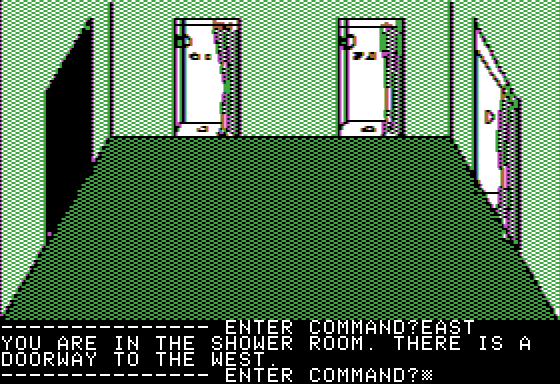 --------------- ENTER COMMAND?EAST
YOU ARE IN THE SHOWER ROOM. THERE IS A
DOORWAY TO THE WEST.
--------------- ENTER COMMAND?